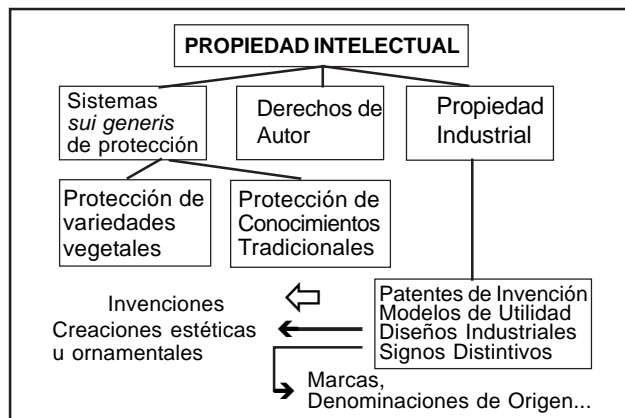 PROPIEDAD INTELECTUAL
Sistemas
sui generis
de protección
Derechos de
Autor
Propiedad
Industrial
Protección de
variedades
vegetales
Protección de
Conocimientos
Tradicionales
Patentes de Invención
Modelos de Utilidad
Diseños Industriales
Signos Distintivos
Invenciones
Creaciones estéticas
u ornamentales
Marcas,
Denominaciones de Origen...